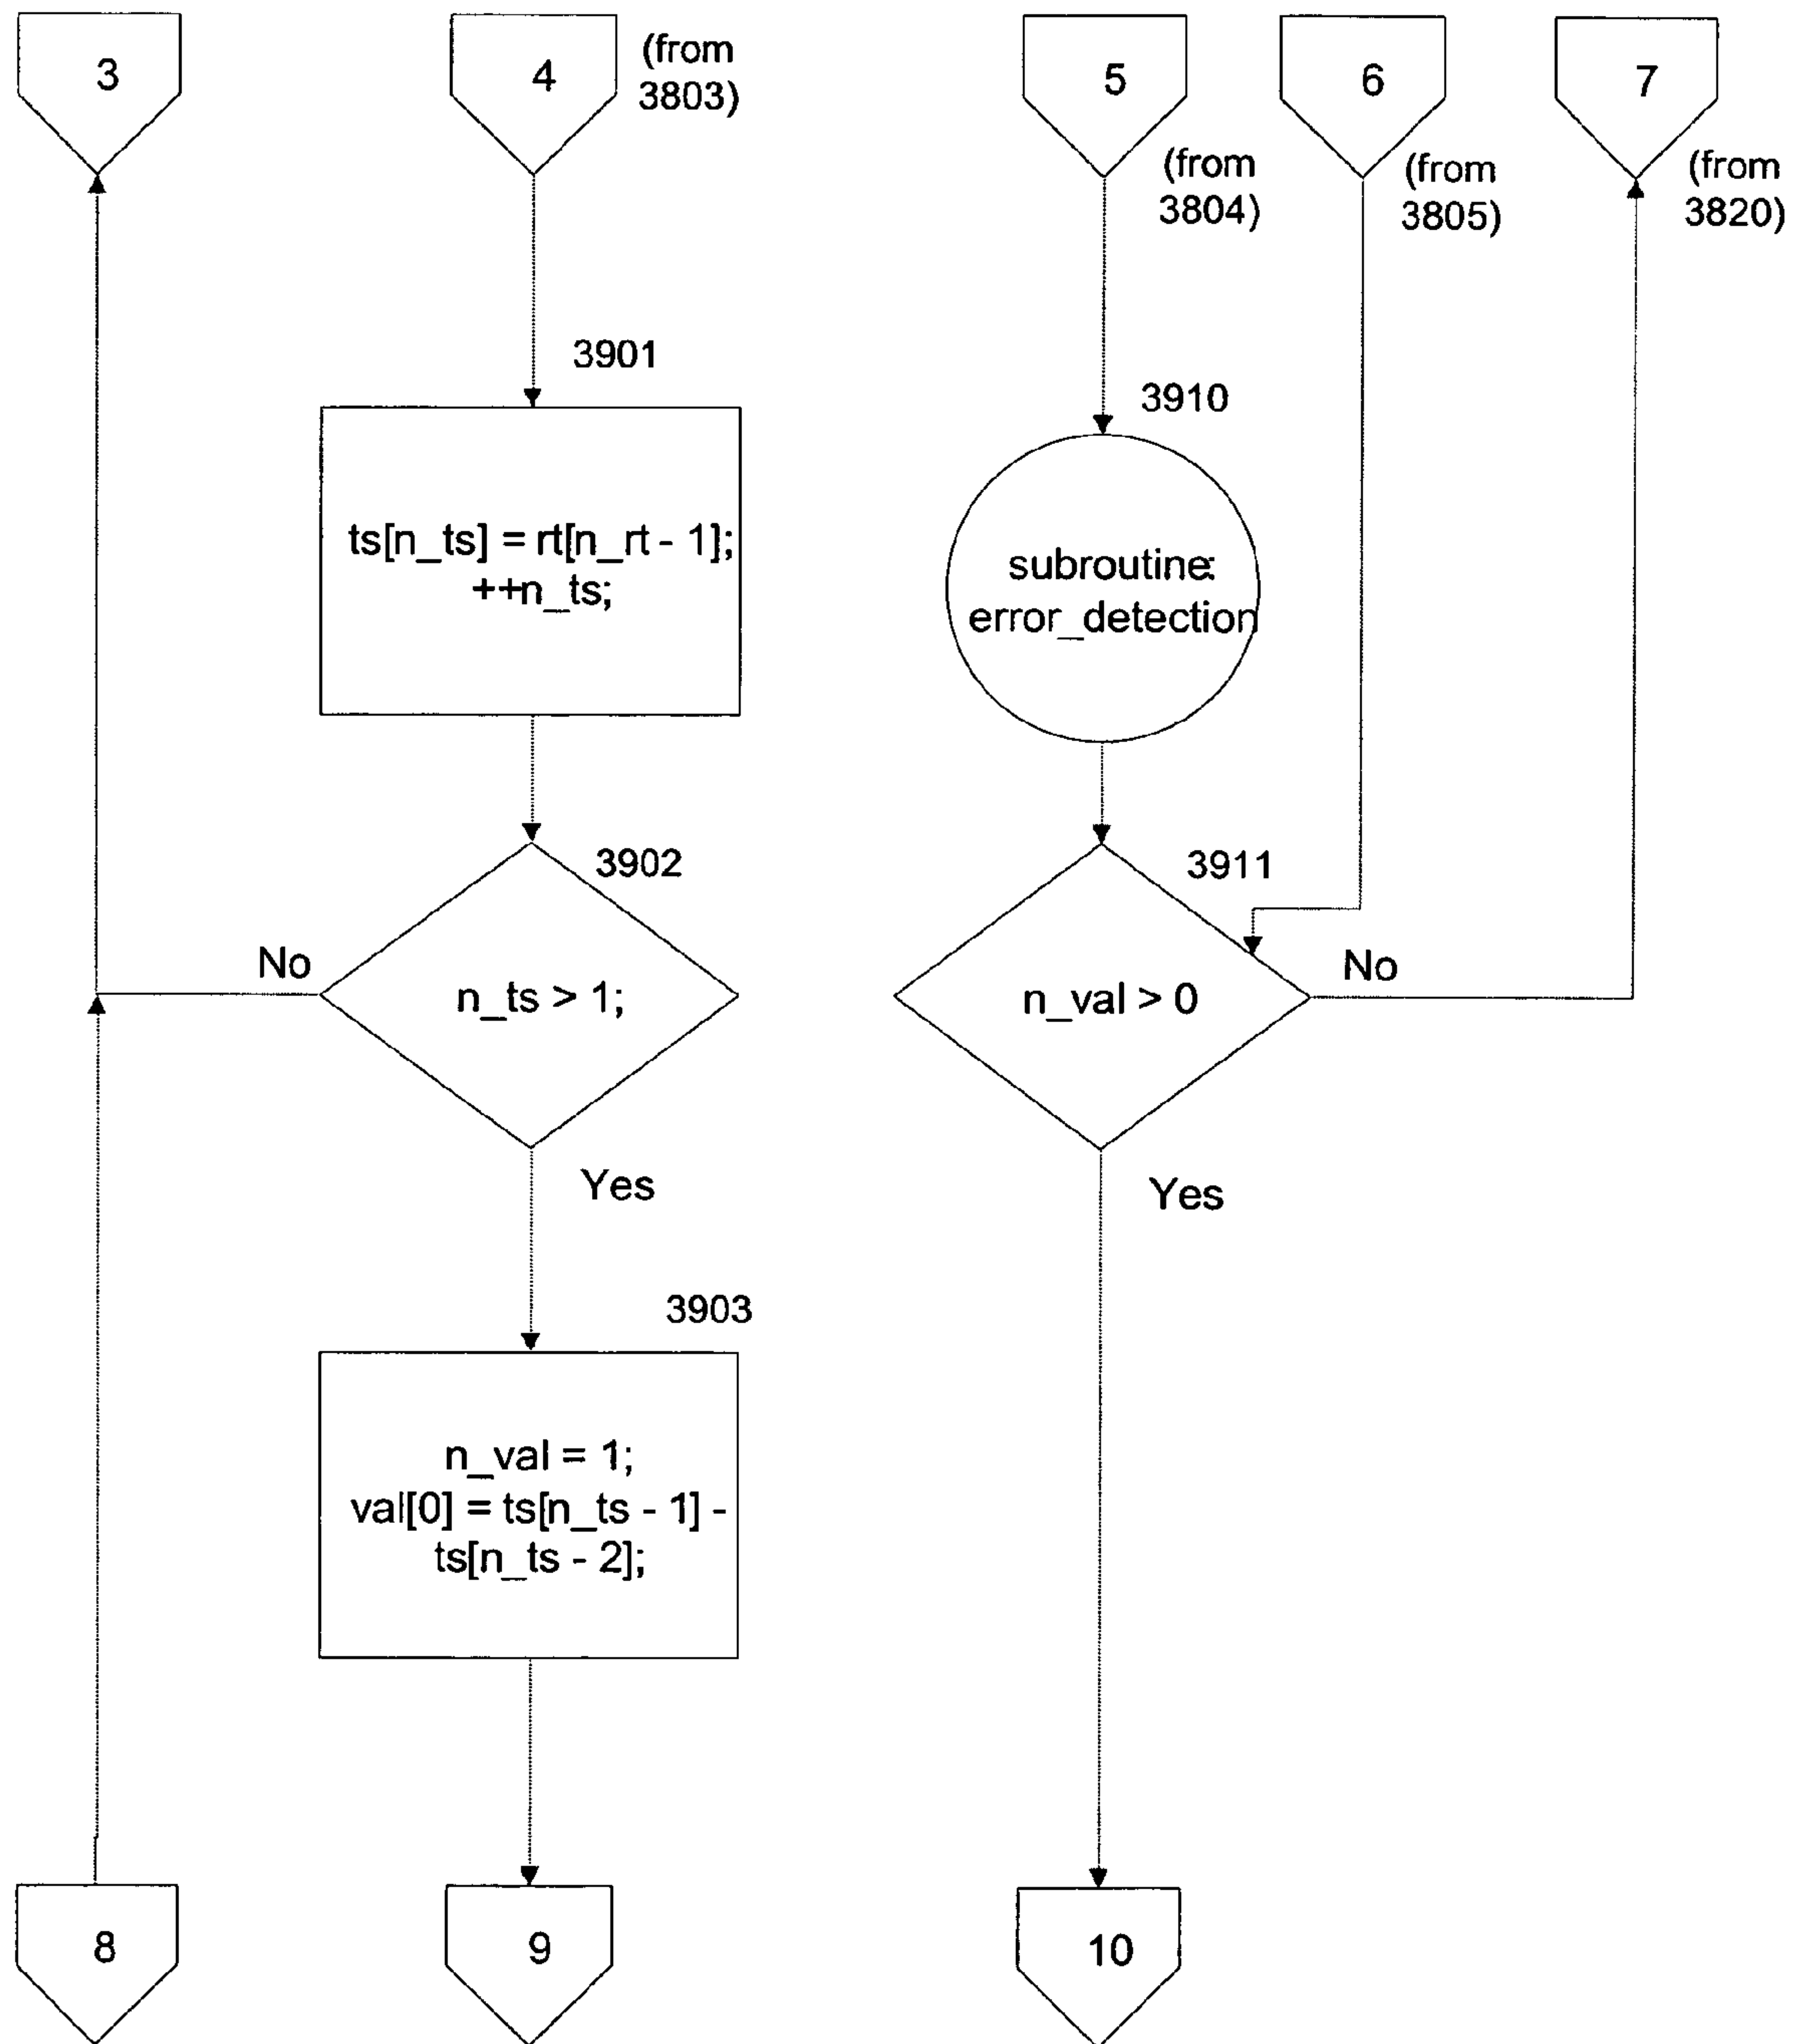 3
4
(from
3803)
5
(from
3804)
6
(from
3805)
7
(from
3820)
3901
ts[n_ts] = rt[n_rt - 1];
++n_ts;
3910
subroutine:
error_detection
3902
No
n_ts > 1;
Yes
3911
n_val > 0
No
Yes
3903
n_val = 1;
val[0] = ts[n_ts - 1] -
ts[n_ts - 2];
8
9
10